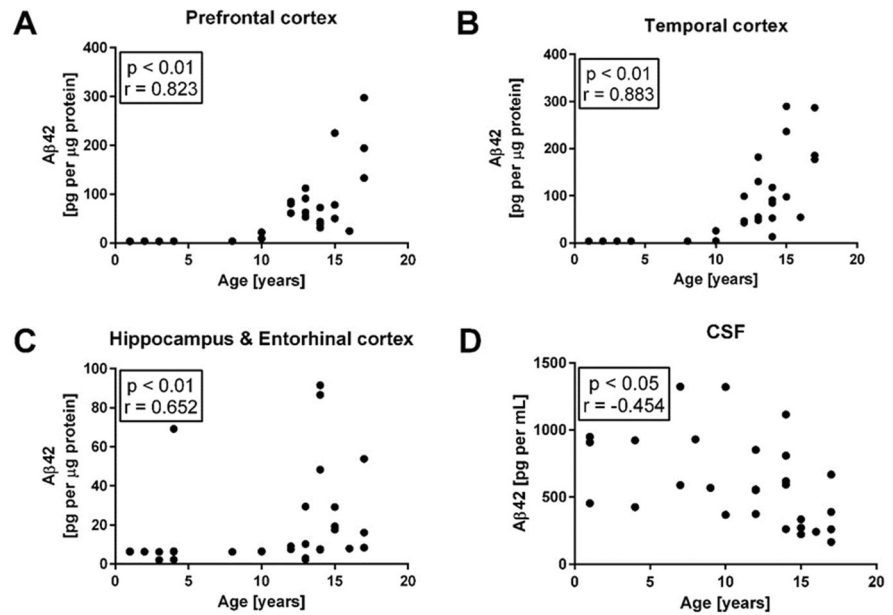 A
Prefrontal cortex
p < 0.01
r = 0.823
Aβ42
[pg per μg protein]
400
300
200
100
0
0 5 10 15 20
Age [years]
B
Temporal cortex
p < 0.01
r = 0.883
Aβ42
[pg per μg protein]
400
300
200
100
0
0 5 10 15 20
Age [years]
C
Hippocampus & Entorhinal cortex
p < 0.01
r = 0.652
Aβ42
[pg per μg protein]
100
80
60
40
20
0
0 5 10 15 20
Age [years]
D
CSF
p < 0.05
r = -0.454
Aβ42 [pg per mL]
1500
1000
500
0
0 5 10 15 20
Age [years]